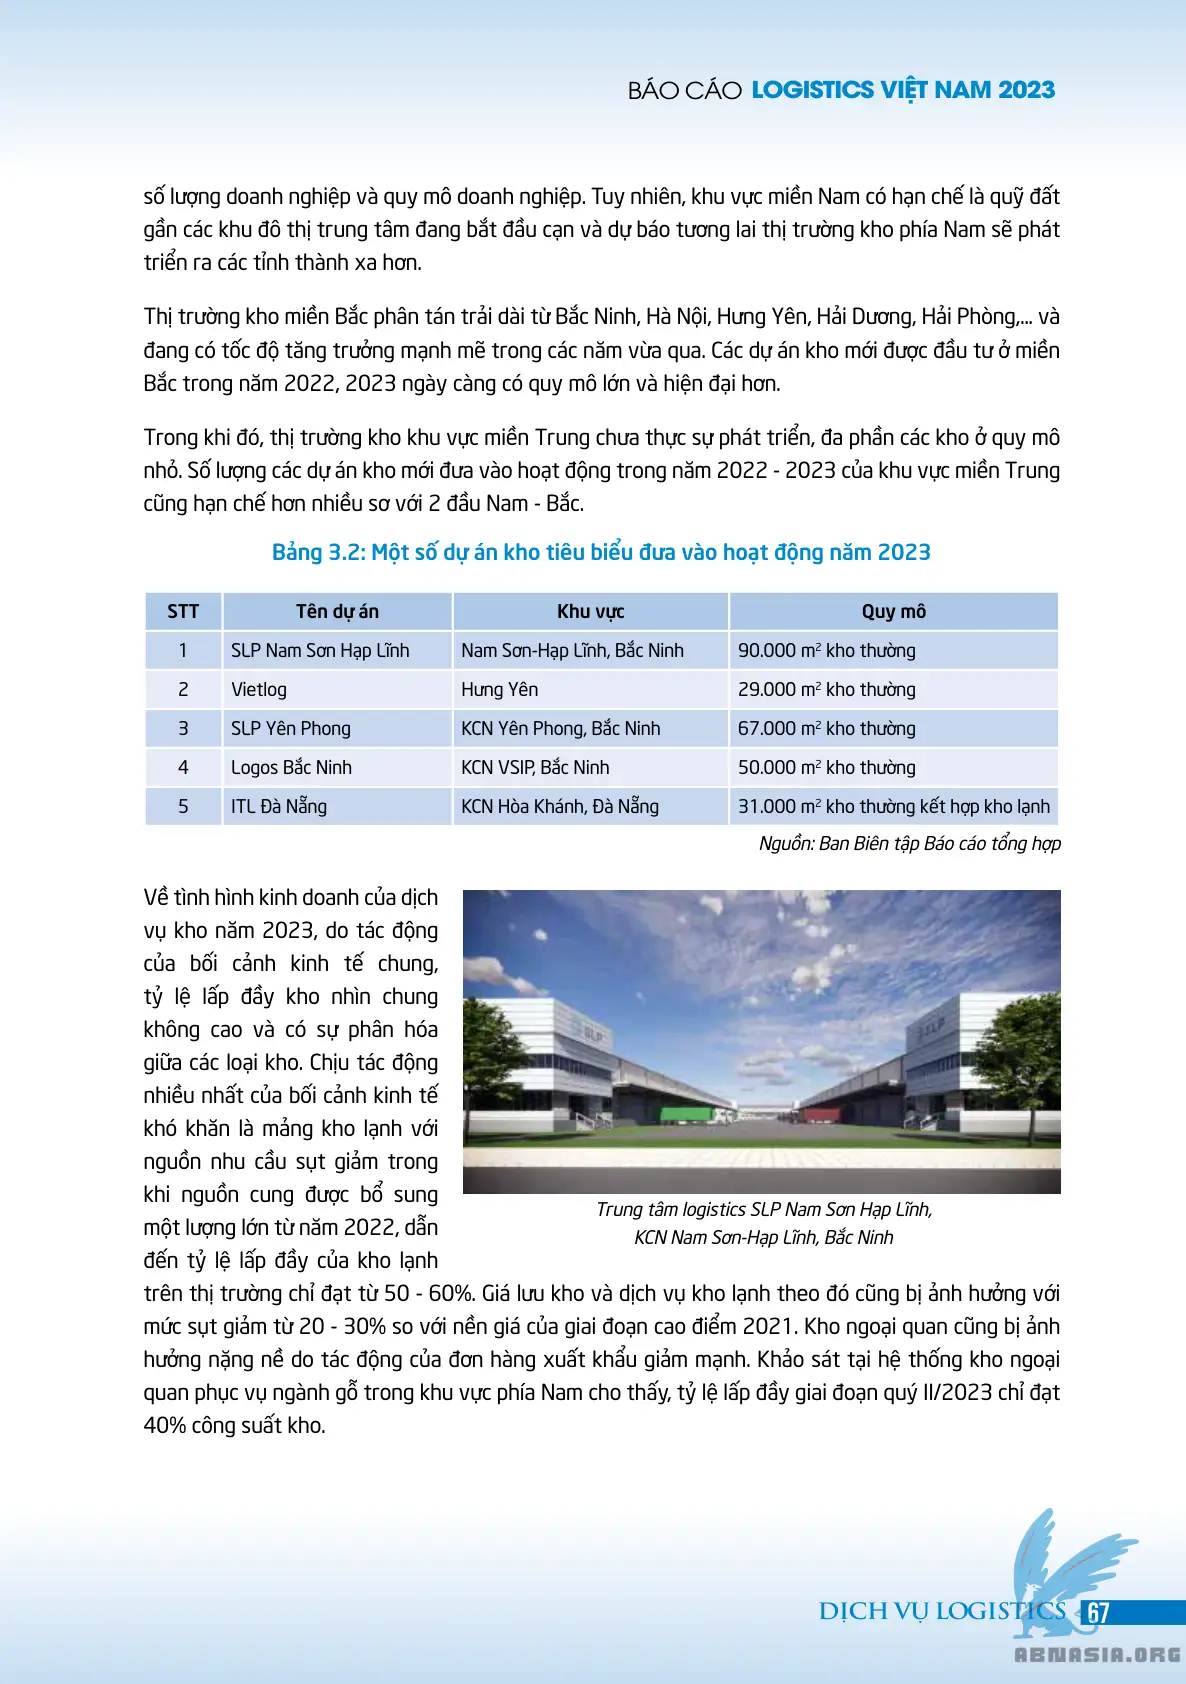 BÁO CÁO LOGISTICS VIỆT NAM 2023
số lượng doanh nghiệp và quy mô doanh nghiệp. Tuy nhiên, khu vực miền Nam có hạn chế là quỹ đất
gần các khu đô thị trung tâm đang bắt đầu cạn và dự báo tương lai thị trường kho phía Nam sẽ phát
triển ra các tỉnh thành xa hơn.
Thị trường kho miền Bắc phân tán trải dài từ Bắc Ninh, Hà Nội, Hưng Yên, Hải Dương, Hải Phòng,... và
đang có tốc độ tăng trưởng mạnh mẽ trong các năm vừa qua. Các dự án kho mới được đầu tư ở miền
Bắc trong năm 2022, 2023 ngày càng có quy mô lớn và hiện đại hơn.
Trong khi đó, thị trường kho khu vực miền Trung chưa thực sự phát triển, đa phần các kho ở quy mô
nhỏ. Số lượng các dự án kho mới đưa vào hoạt động trong năm 2022 - 2023 của khu vực miền Trung
cũng hạn chế hơn nhiều sơ với 2 đầu Nam - Bắc.
Bảng 3.2: Một số dự án kho tiêu biểu đưa vào hoạt động năm 2023
STT Tên dự án Khu vực Quy mô
1 SLP Nam Sơn Hạp Lĩnh Nam Sơn-Hạp Lĩnh, Bắc Ninh 90.000 m² kho thường
2 Vietlog Hưng Yên 29.000 m² kho thường
3 SLP Yên Phong KCN Yên Phong, Bắc Ninh 67.000 m² kho thường
4 Logos Bắc Ninh KCN VSIP, Bắc Ninh 50.000 m² kho thường
5 ITL Đà Nẵng KCN Hòa Khánh, Đà Nẵng 31.000 m² kho thường kết hợp kho lạnh
Nguồn: Ban Biên tập Báo cáo tổng hợp
Về tình hình kinh doanh của dịch
vụ kho năm 2023, do tác động
của bối cảnh kinh tế chung,
tỷ lệ lấp đầy kho nhìn chung
không cao và có sự phân hóa
giữa các loại kho. Chịu tác động
nhiều nhất của bối cảnh kinh tế
khó khăn là mảng kho lạnh với
nguồn nhu cầu sụt giảm trong
khi nguồn cung được bổ sung
một lượng lớn từ năm 2022, dẫn
đến tỷ lệ lấp đầy của kho lạnh
SLP
SLP
Trung tâm logistics SLP Nam Sơn Hạp Lĩnh,
KCN Nam Sơn-Hạp Lĩnh, Bắc Ninh
trên thị trường chỉ đạt từ 50 - 60%. Giá lưu kho và dịch vụ kho lạnh theo đó cũng bị ảnh hưởng với
mức sụt giảm từ 20 - 30% so với nền giá của giai đoạn cao điểm 2021. Kho ngoại quan cũng bị ảnh
hưởng nặng nề do tác động của đơn hàng xuất khẩu giảm mạnh. Khảo sát tại hệ thống kho ngoại
quan phục vụ ngành gỗ trong khu vực phía Nam cho thấy, tỷ lệ lấp đầy giai đoạn quý II/2023 chỉ đạt
40% công suất kho.
DỊCH VỤ LOGISTICS 67
ABNASIA.ORG